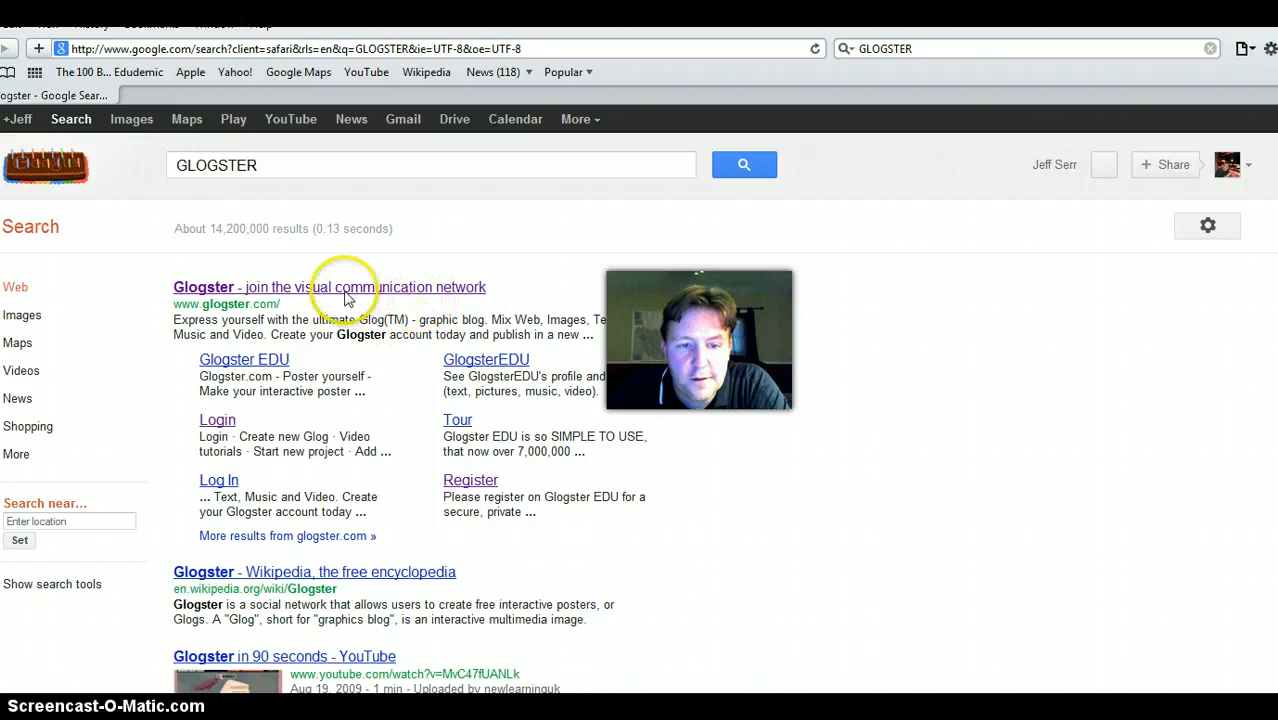 http://www.google.com/search?client=safari&rls=en&q=GLOGSTER&ie=UTF-8&oe=UTF-8
GLOGSTER
The 100 B... Edudemic Apple Yahoo! Google Maps YouTube Wikipedia News (118) Popular
ogster - Google Sear...
+Jeff Search Images Maps Play YouTube News Gmail Drive Calendar More
GLOGSTER
Jeff Serr
+ Share
Search
About 14,200,000 results (0.13 seconds)
Web
Images
Maps
Videos
News
Shopping
More
Search near...
Enter location
Set
Show search tools
Glogster - join the visual communication network
www.glogster.com/
Express yourself with the ultimate Glog(TM) - graphic blog. Mix Web, Images,
Music and Video. Create your Glogster account today and publish in a new ...
Glogster EDU
Glogster.com - Poster yourself -
Make your interactive poster ...
GlogsterEDU
See GlogsterEDU's profile and
(text, pictures, music, video).
Login
Login · Create new Glog · Video
tutorials · Start new project · Add ...
Tour
Glogster EDU is so SIMPLE TO USE,
that now over 7,000,000 ...
Log In
... Text, Music and Video. Create
your Glogster account today ...
Register
Please register on Glogster EDU for a
secure, private ...
More results from glogster.com »
Glogster - Wikipedia, the free encyclopedia
en.wikipedia.org/wiki/Glogster
Glogster is a social network that allows users to create free interactive posters, or
Glogs. A "Glog", short for "graphics blog", is an interactive multimedia image.
Glogster in 90 seconds - YouTube
www.youtube.com/watch?v=MvC47fUANLk
Aug 19, 2009 - 1 min - Uploaded by newlearninguk
Screencast-O-Matic.com